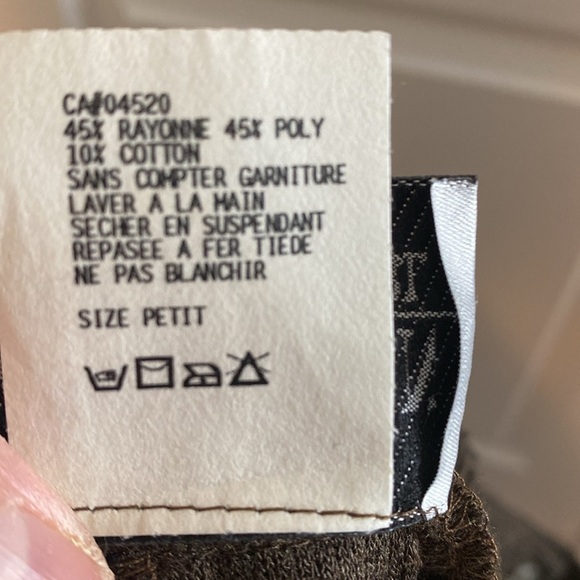 CA#04520
45% RAYONNE 45% POLY
10% COTTON
SANS COMPTER GARNITURE
LAVER A LA MAIN
SECHER EN SUSPENDANT
REPASEE A FER TIEDE
NE PAS BLANCHIR
SIZE PETIT